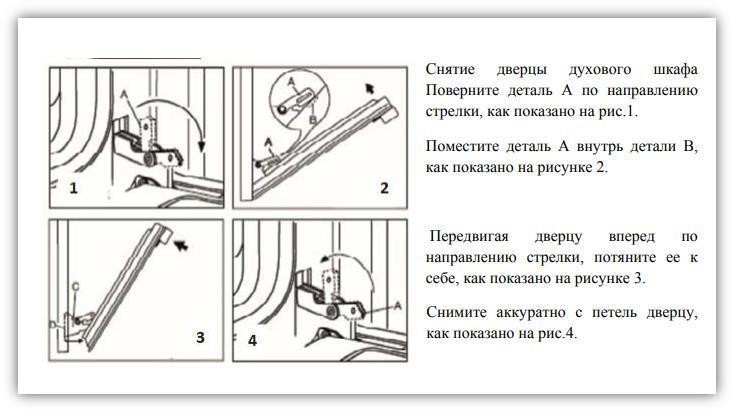 A
1
A
B
A
2
Снятие дверцы духового шкафа
Поверните деталь А по направлению
стрелки, как показано на рис.1.
Поместите деталь А внутрь детали В,
как показано на рисунке 2.
C
3
A
4
Передвигая дверцу вперед по
направлению стрелки, потяните ее к
себе, как показано на рисунке 3.
Снимите аккуратно с петель дверцу,
как показано на рис.4.